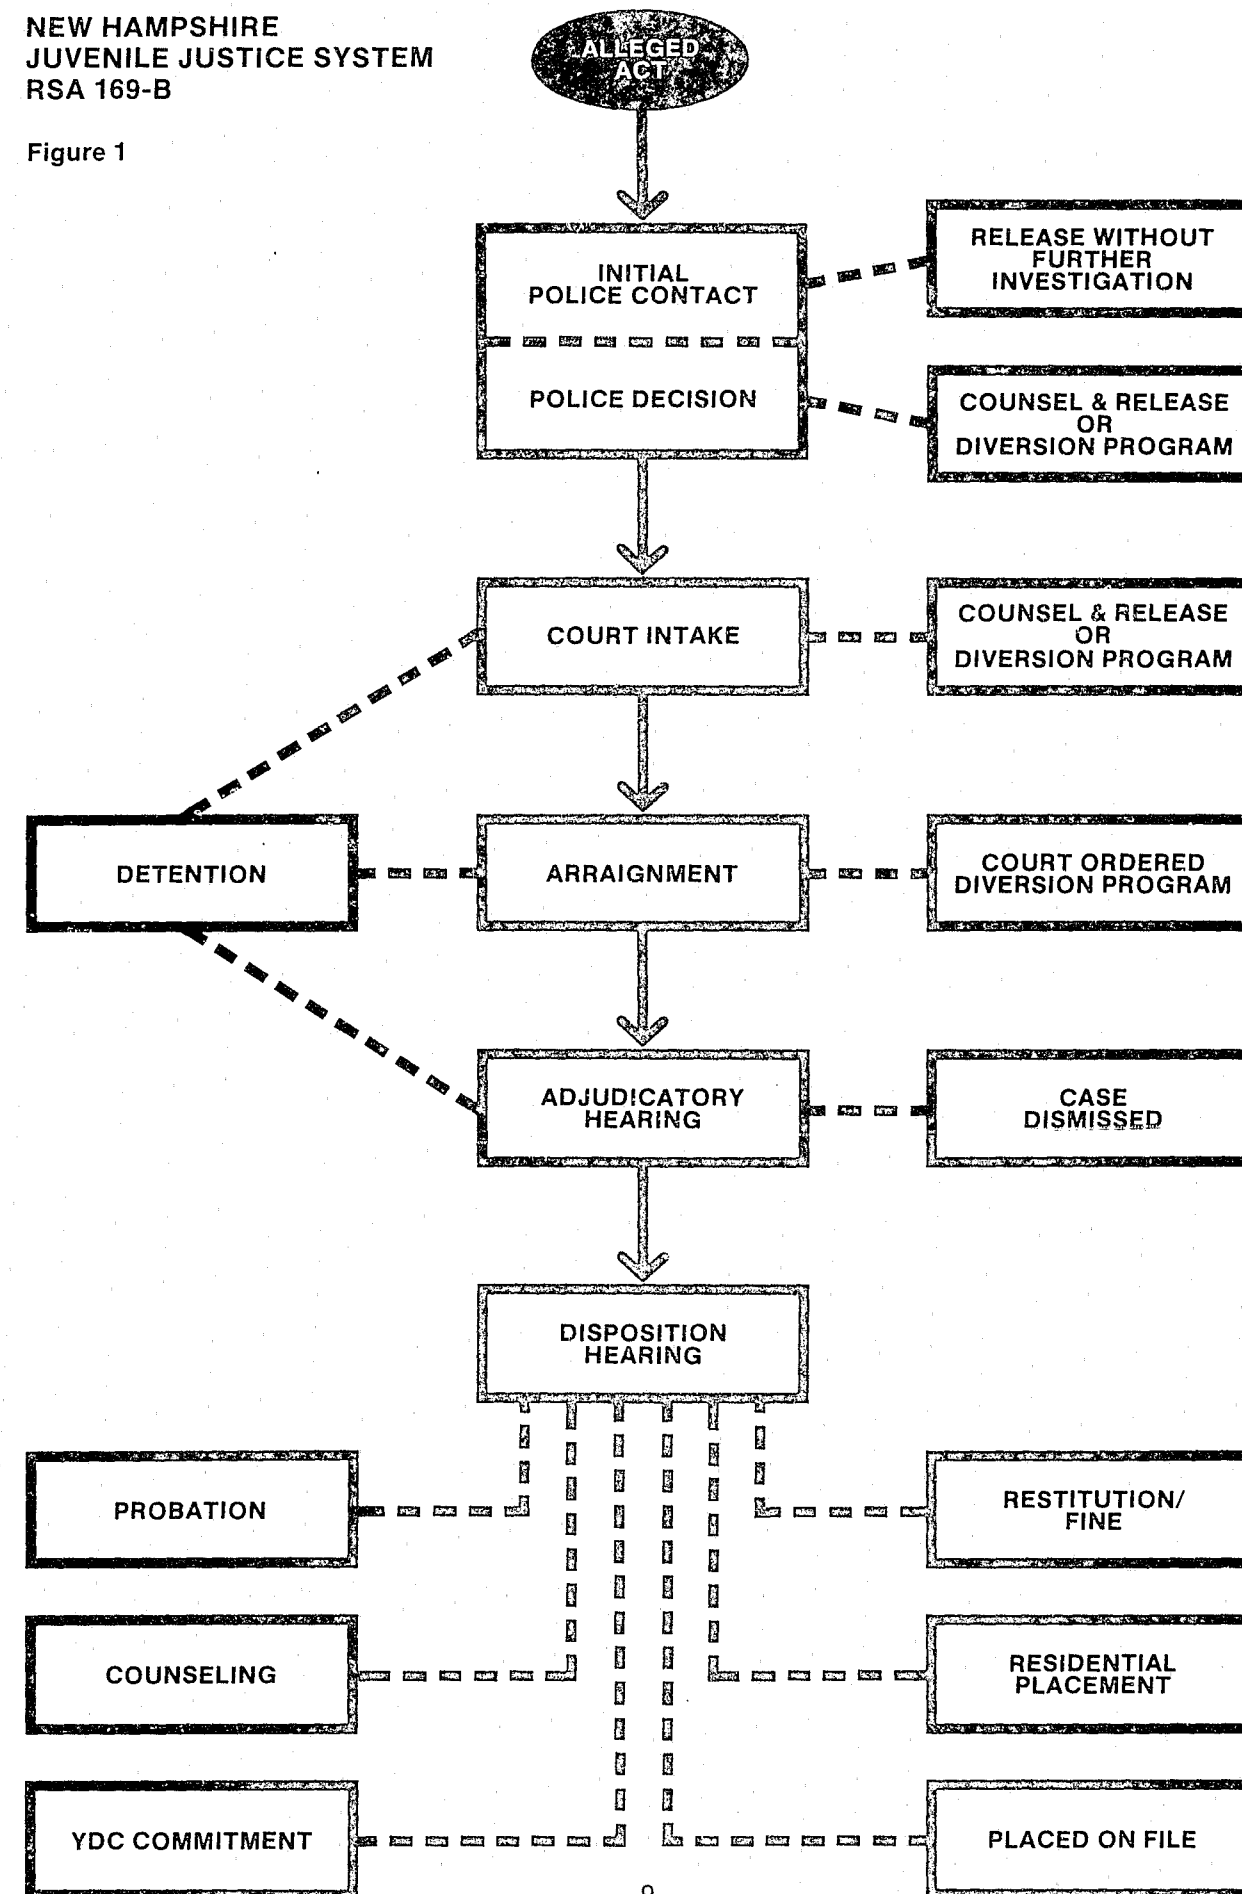 NEW HAMPSHIRE
JUVENILE JUSTICE SYSTEM
RSA 169-B
Figure 1
ALLEGED
ACT
INITIAL
POLICE CONTACT
RELEASE WITHOUT
FURTHER
INVESTIGATION
POLICE DECISION
COUNSEL & RELEASE
OR
DIVERSION PROGRAM
COURT INTAKE
COUNSEL & RELEASE
OR
DIVERSION PROGRAM
DETENTION
ARRAIGNMENT
COURT ORDERED
DIVERSION PROGRAM
ADJUDICATORY
HEARING
CASE
DISMISSED
DISPOSITION
HEARING
PROBATION
RESTITUTION/
FINE
COUNSELING
RESIDENTIAL
PLACEMENT
YDC COMMITMENT
PLACED ON FILE